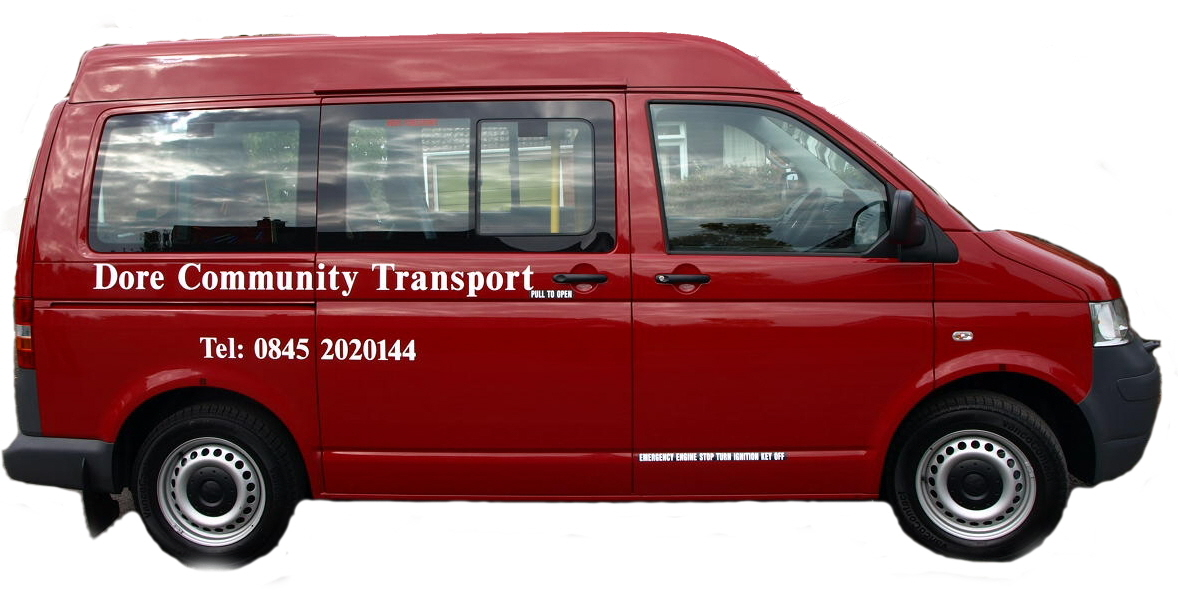 Dore Community Transport
PULL TO OPEN
Tel: 0845 2020144
EMERGENCY ENGINE STOP TURN IGNITION KEY OFF